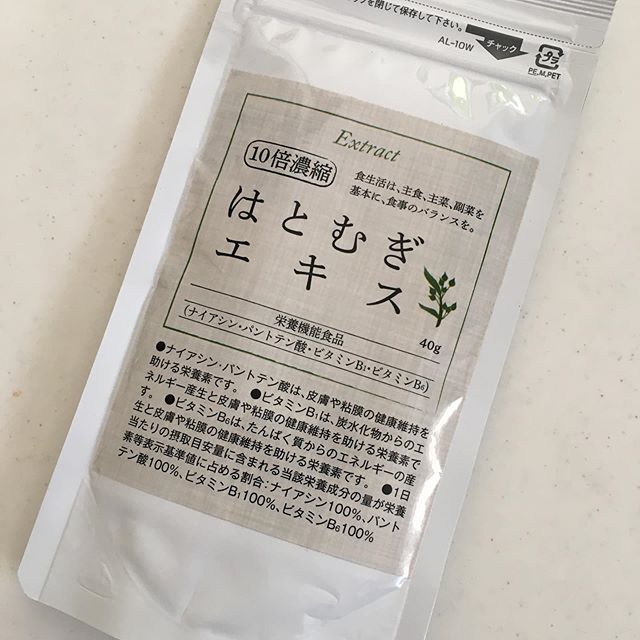 ックを閉じて保存して下さい。
AL-10W
チャック
プラ
PE,M,PET
Extract
10倍濃縮
食生活は、主食、主菜、副菜を
基本に、食事のバランスを。
はとむぎ
エキス
栄養機能食品
40g
(ナイアシン・パントテン酸・ビタミンB1・ビタミンB6)
●ナイアシン・パントテン酸は、皮膚や粘膜の健康維持を
助ける栄養素です。 ●ビタミンB1は、炭水化物からのエ
ネルギー産生と皮膚や粘膜の健康維持を助ける栄養素で
す。 ●ビタミンB6は、たんぱく質からのエネルギーの産
生と皮膚や粘膜の健康維持を助ける栄養素です。 ●1日
当たりの摂取目安量に含まれる当該栄養成分の量が栄養
素等表示基準値に占める割合:ナイアシン100%、パント
テン酸100%、ビタミンB1 100%、ビタミンB6 100%